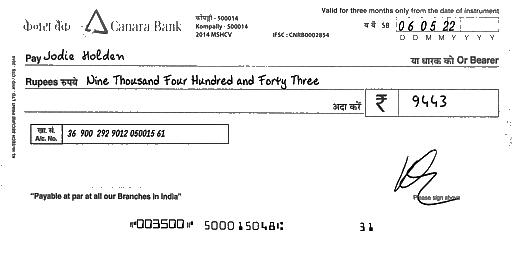 केनरा बैंक Canara Bank
कोंपल्ली - 500014
Kompally - 500014
2014 MSHCV
IFSC : CNRB0002854
Valid for three months only from the date of instrument
SB 06 05 22
D D M M Y Y Y Y
Pay Jodie Holden या धारक को Or Bearer
Rupees रुपये Nine Thousand Four Hundred and Forty Three
अदा करें ₹ 9443
खा. सं.
A/c. No. 36 900 292 9012 050015 61
Please sign above
"Payable at par at all our Branches in India"
⑈003500⑈ 500015048⑆ 31